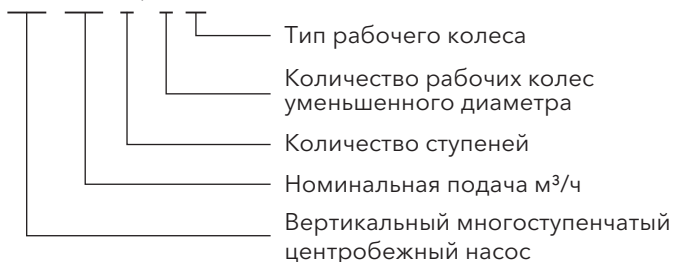 Тип рабочего колеса
Количество рабочих колес
уменьшенного диаметра
Количество ступеней
Номинальная подача м³/ч
Вертикальный многоступенчатый
центробежный насос